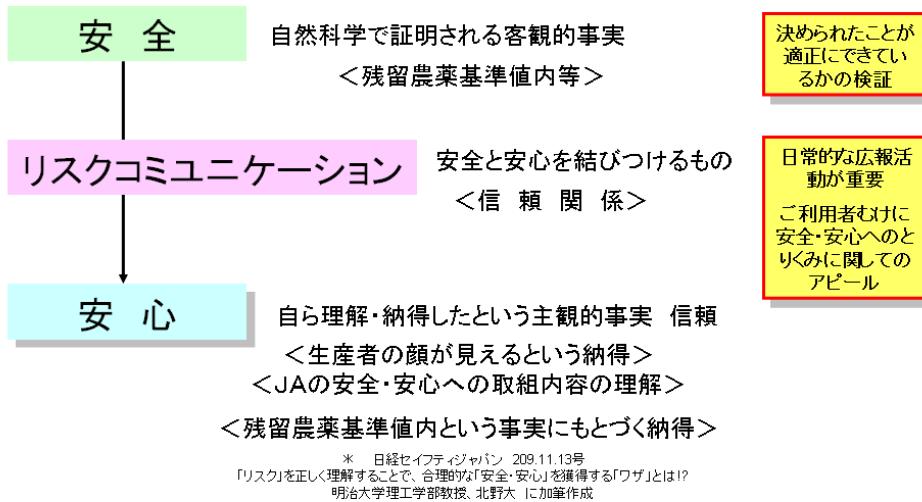 安　全
自然科学で証明される客観的事実
＜残留農薬基準値内等＞
決められたことが
適正にできてい
るかの検証
リスクコミュニケーション
安全と安心を結びつけるもの
＜信　頼　関　係＞
日常的な広報活
動が重要
ご利用者むけに
安全・安心へのと
りくみに関しての
アピール
安　心
自ら理解・納得したという主観的事実　信頼
＜生産者の顔が見えるという納得＞
＜JAの安全・安心への取組内容の理解＞
＜残留農薬基準値内という事実にもとづく納得＞
＊　日経セイフティジャパン　209.11.13号
「リスク」を正しく理解することで、合理的な「安全・安心」を獲得する「ワザ」とは!?
明治大学理工学部教授、北野大　に加筆作成